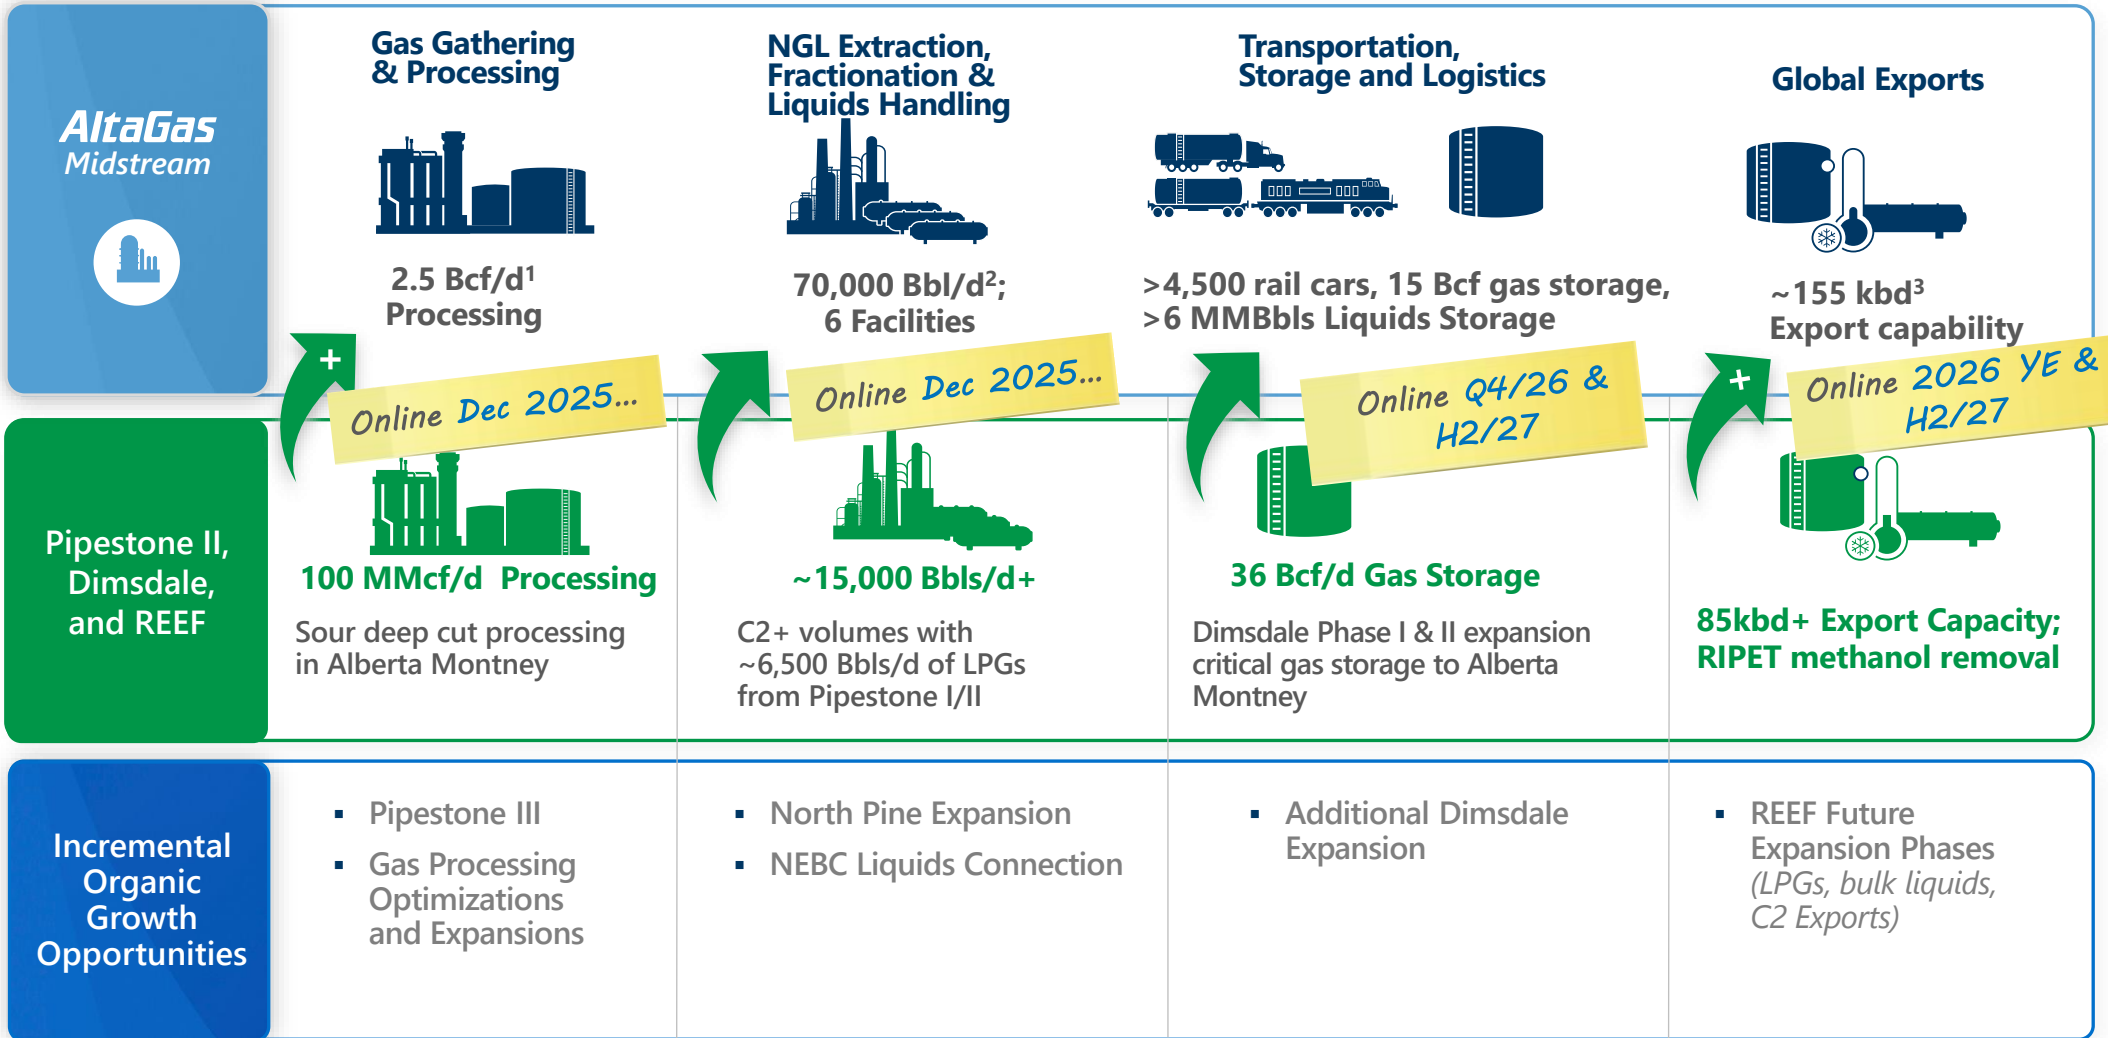 AltaGas
Midstream
Gas Gathering
& Processing
2.5 Bcf/d1
Processing
NGL Extraction,
Fractionation &
Liquids Handling
70,000 Bbl/d2;
6 Facilities
Transportation,
Storage and Logistics
>4,500 rail cars, 15 Bcf gas storage,
>6 MMBbls Liquids Storage
Global Exports
~155 kbd3
Export capability
Pipestone II,
Dimsdale,
and REEF
+
Online Dec 2025...
100 MMcf/d Processing
Sour deep cut processing
in Alberta Montney
Online Dec 2025...
~15,000 Bbls/d+
C2+ volumes with
~6,500 Bbls/d of LPGs
from Pipestone I/II
Online Q4/26 &
H2/27
36 Bcf/d Gas Storage
Dimsdale Phase I & II expansion
critical gas storage to Alberta
Montney
+
Online 2026 YE &
H2/27
85kbd+ Export Capacity;
RIPET methanol removal
Incremental
Organic
Growth
Opportunities
▪ Pipestone III
▪ Gas Processing
Optimizations
and Expansions
▪ North Pine Expansion
▪ NEBC Liquids Connection
▪ Additional Dimsdale
Expansion
▪ REEF Future
Expansion Phases
(LPGs, bulk liquids,
C2 Exports)